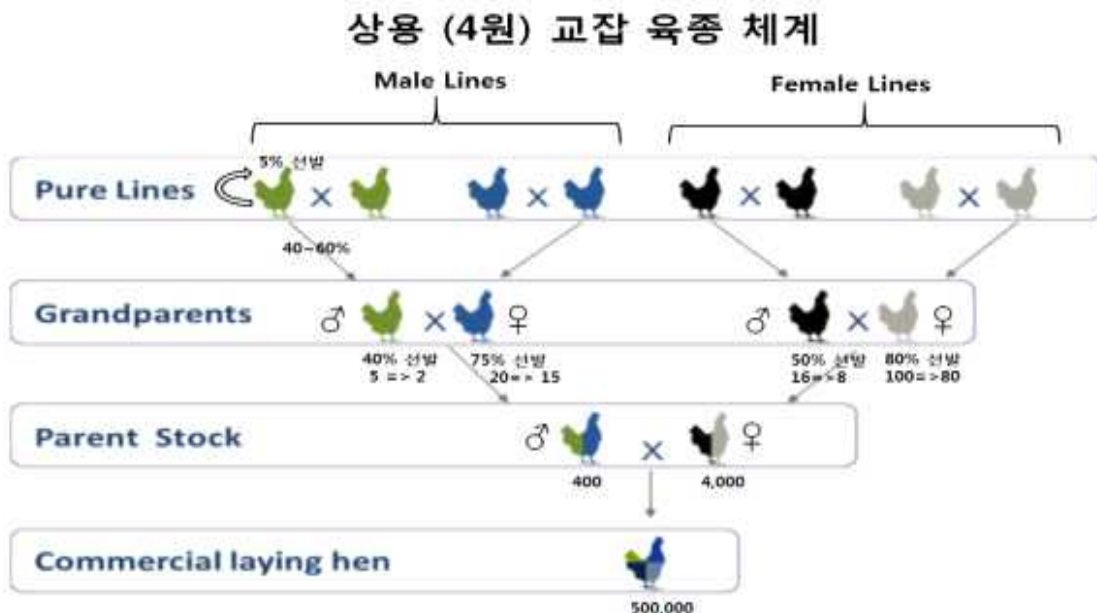 상용 (4원) 교잡 육종 체계
Male Lines
Female Lines
5% 선발
Pure Lines
× × × ×
40~60%
Grandparents
♂ × ♀ ♂ × ♀
40% 선발 75% 선발 50% 선발 80% 선발
5 => 2 20=> 15 16=>8 100=>80
Parent Stock
♂ × ♀
400 4,000
Commercial laying hen
500,000